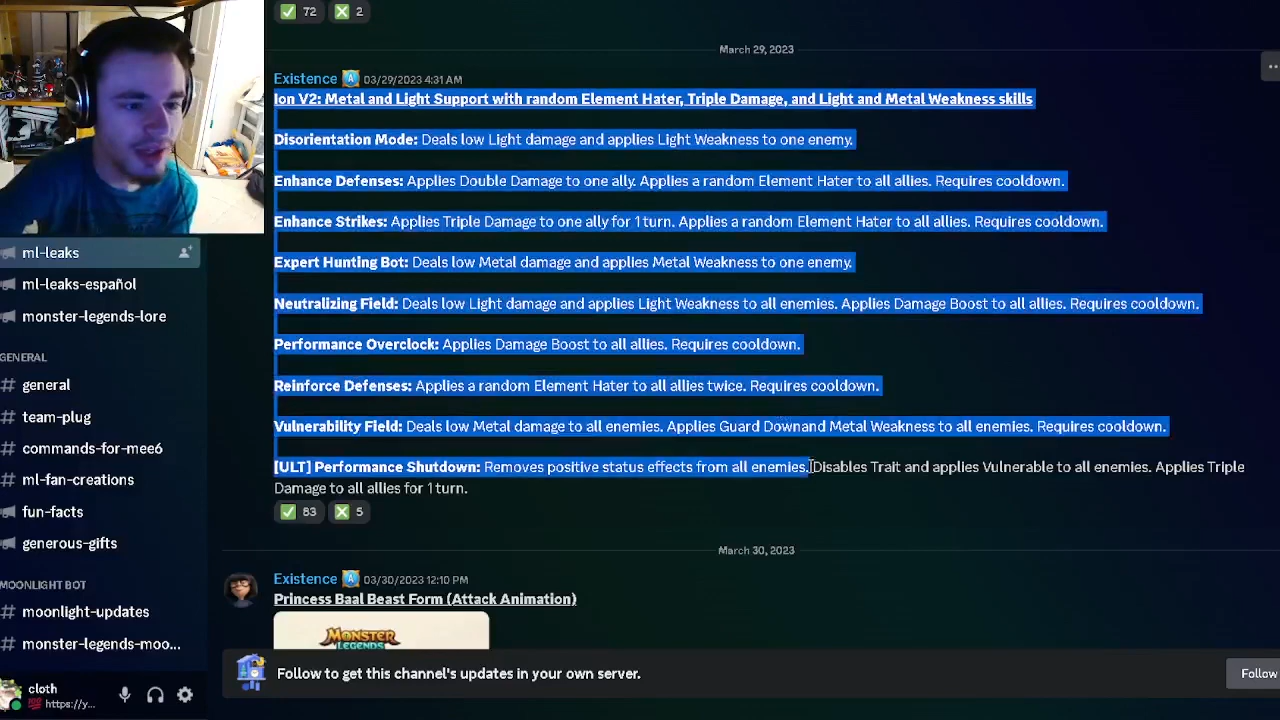 72
2
March 29, 2023
Existence 03/29/2023 4:31 AM
Ion V2: Metal and Light Support with random Element Hater, Triple Damage, and Light and Metal Weakness skills
Disorientation Mode: Deals low Light damage and applies Light Weakness to one enemy.
Enhance Defenses: Applies Double Damage to one ally. Applies a random Element Hater to all allies. Requires cooldown.
Enhance Strikes: Applies Triple Damage to one ally for 1 turn. Applies a random Element Hater to all allies. Requires cooldown.
Expert Hunting Bot: Deals low Metal damage and applies Metal Weakness to one enemy.
Neutralizing Field: Deals low Light damage and applies Light Weakness to all enemies. Applies Damage Boost to all allies. Requires cooldown.
Performance Overclock: Applies Damage Boost to all allies. Requires cooldown.
Reinforce Defenses: Applies a random Element Hater to all allies twice. Requires cooldown.
Vulnerability Field: Deals low Metal damage to all enemies. Applies Guard Downand Metal Weakness to all enemies. Requires cooldown.
[ULT] Performance Shutdown: Removes positive status effects from all enemies. Disables Trait and applies Vulnerable to all enemies. Applies Triple
Damage to all allies for 1 turn.
83
5
March 30, 2023
Existence 03/30/2023 12:10 PM
Princess Baal Beast Form (Attack Animation)
MONSTER
LEGENDS
Follow to get this channel's updates in your own server.
Follow
ml-leaks
ml-leaks-español
monster-legends-lore
GENERAL
# general
# team-plug
# commands-for-mee6
# ml-fan-creations
fun-facts
generous-gifts
MOONLIGHT BOT
# moonlight-updates
# monster-legends-moo...
cloth
💯 https://y...